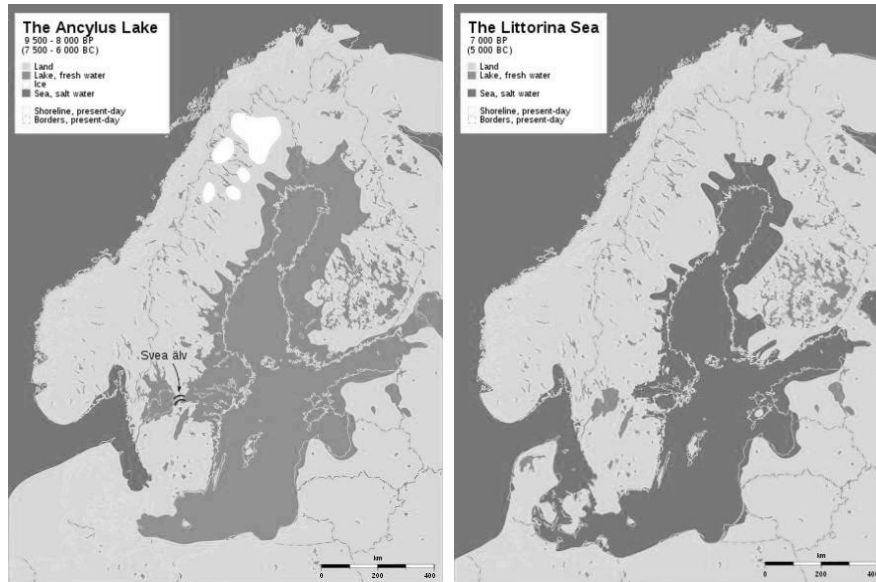 The Ancylus Lake
9 500 - 8 000 BP
(7 500 - 6 000 BC)
Land
Lake, fresh water
Ice
Sea, salt water
Shoreline, present-day
Borders, present-day
Svea älv
km
0 200 400
The Littorina Sea
7 000 BP
(5 000 BC)
Land
Lake, fresh water
Sea, salt water
Shoreline, present-day
Borders, present-day
km
0 200 400